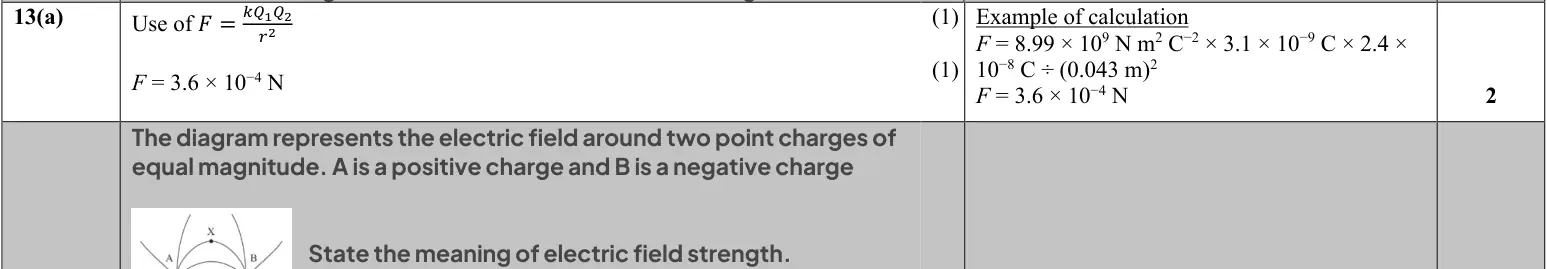 13(a)
Use of F = kQ₁Q₂/r²
(1)
F = 3.6 × 10⁻⁴ N
(1)
Example of calculation
F = 8.99 × 10⁹ N m² C⁻² × 3.1 × 10⁻⁹ C × 2.4 ×
10⁻⁸ C ÷ (0.043 m)²
F = 3.6 × 10⁻⁴ N
2
The diagram represents the electric field around two point charges of
equal magnitude. A is a positive charge and B is a negative charge
X
A
B
State the meaning of electric field strength.